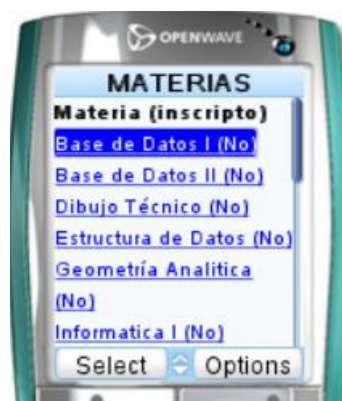 OPENWAVE
MATERIAS
Materia (inscripto)
Base de Datos I (No)
Base de Datos II (No)
Dibujo Técnico (No)
Estructura de Datos (No)
Geometría Analitica
(No)
Informatica I (No)
Select Options